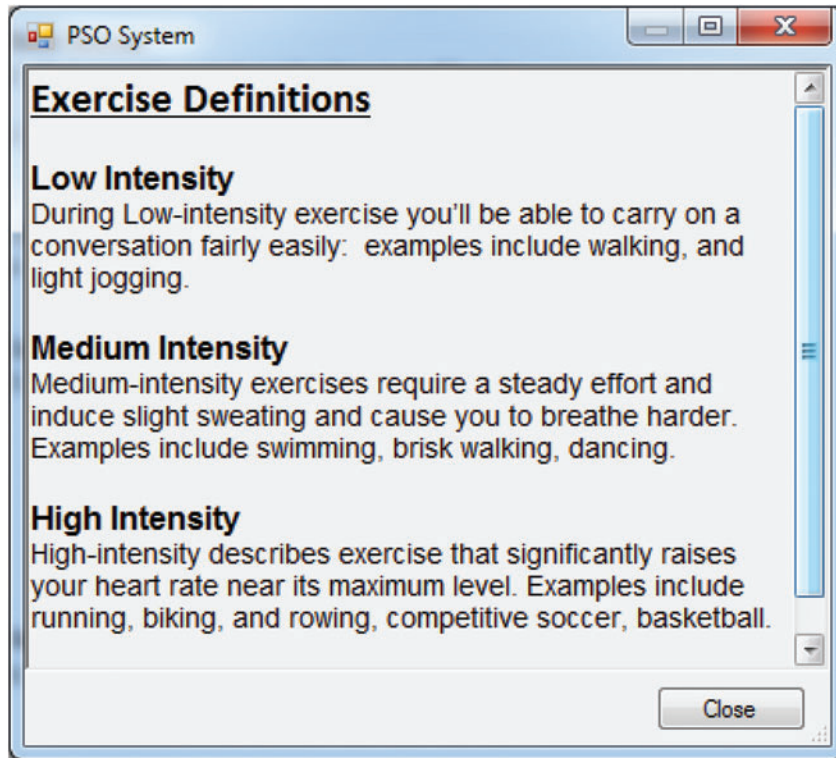 PSO System
Exercise Definitions
Low Intensity
During Low-intensity exercise you'll be able to carry on a
conversation fairly easily:  examples include walking, and
light jogging.
Medium Intensity
Medium-intensity exercises require a steady effort and
induce slight sweating and cause you to breathe harder.
Examples include swimming, brisk walking, dancing.
High Intensity
High-intensity describes exercise that significantly raises
your heart rate near its maximum level. Examples include
running, biking, and rowing, competitive soccer, basketball.
Close